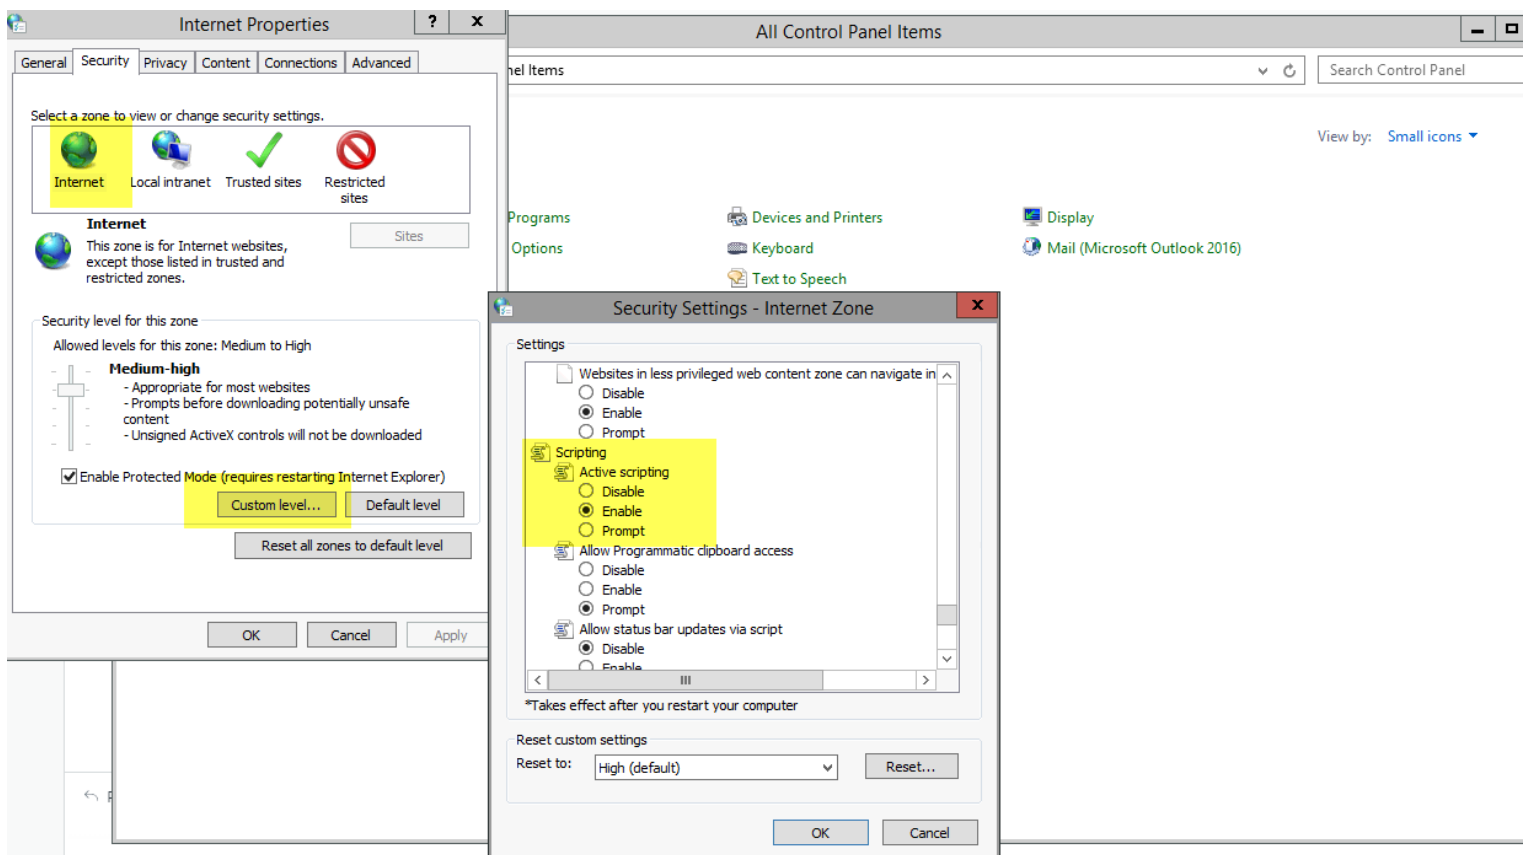 Internet Properties
?
x
General
Security
Privacy
Content
Connections
Advanced
Select a zone to view or change security settings.
Internet
Local intranet
Trusted sites
Restricted
sites
Internet
This zone is for Internet websites,
except those listed in trusted and
restricted zones.
Sites
Security level for this zone
Allowed levels for this zone: Medium to High
Medium-high
- Appropriate for most websites
- Prompts before downloading potentially unsafe
content
- Unsigned ActiveX controls will not be downloaded
Enable Protected Mode (requires restarting Internet Explorer)
Custom level...
Default level
Reset all zones to default level
OK
Cancel
Apply
All Control Panel Items
nel Items
Search Control Panel
View by: Small icons
Programs
Devices and Printers
Display
Options
Keyboard
Mail (Microsoft Outlook 2016)
Text to Speech
Security Settings - Internet Zone
x
Settings
Websites in less privileged web content zone can navigate in
Disable
Enable
Prompt
Scripting
Active scripting
Disable
Enable
Prompt
Allow Programmatic clipboard access
Disable
Enable
Prompt
Allow status bar updates via script
Disable
Enable
*Takes effect after you restart your computer
Reset custom settings
Reset to:
High (default)
Reset...
OK
Cancel